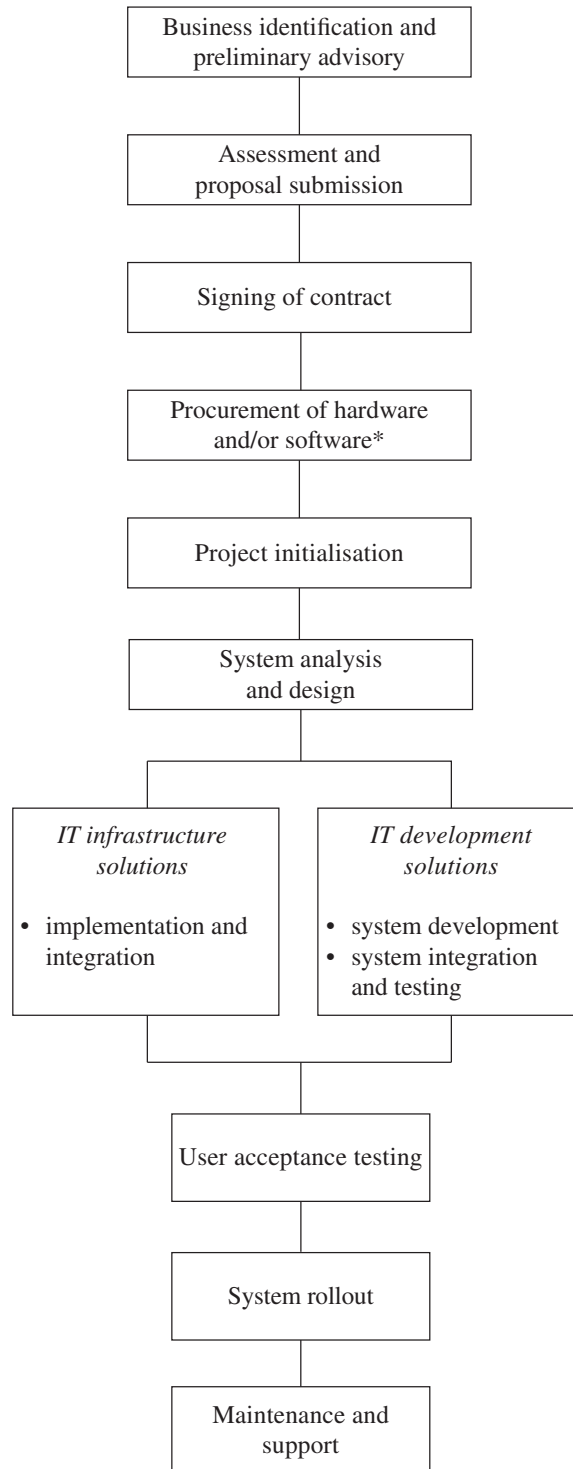 Business identification and
preliminary advisory
Assessment and
proposal submission
Signing of contract
Procurement of hardware
and/or software*
Project initialisation
System analysis
and design
IT infrastructure
solutions
• implementation and
integration
IT development
solutions
• system development
• system integration
and testing
User acceptance testing
System rollout
Maintenance and
support